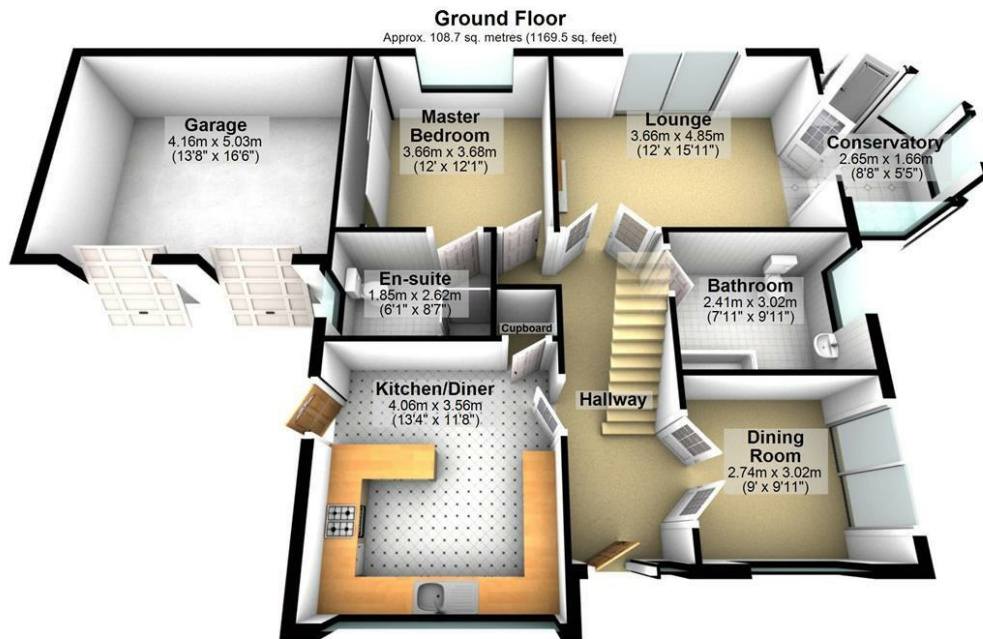 Ground Floor
Approx. 108.7 sq. metres (1169.5 sq. feet)
Garage
4.16m x 5.03m
(13'8" x 16'6")
Master
Bedroom
3.66m x 3.68m
(12' x 12'1")
Lounge
3.66m x 4.85m
(12' x 15'11")
Conservatory
2.65m x 1.66m
(8'8" x 5'5")
En-suite
1.85m x 2.62m
(6'1" x 8'7")
Bathroom
2.41m x 3.02m
(7'11" x 9'11")
Cupboard
Kitchen/Diner
4.06m x 3.56m
(13'4" x 11'8")
Hallway
Dining
Room
2.74m x 3.02m
(9' x 9'11")